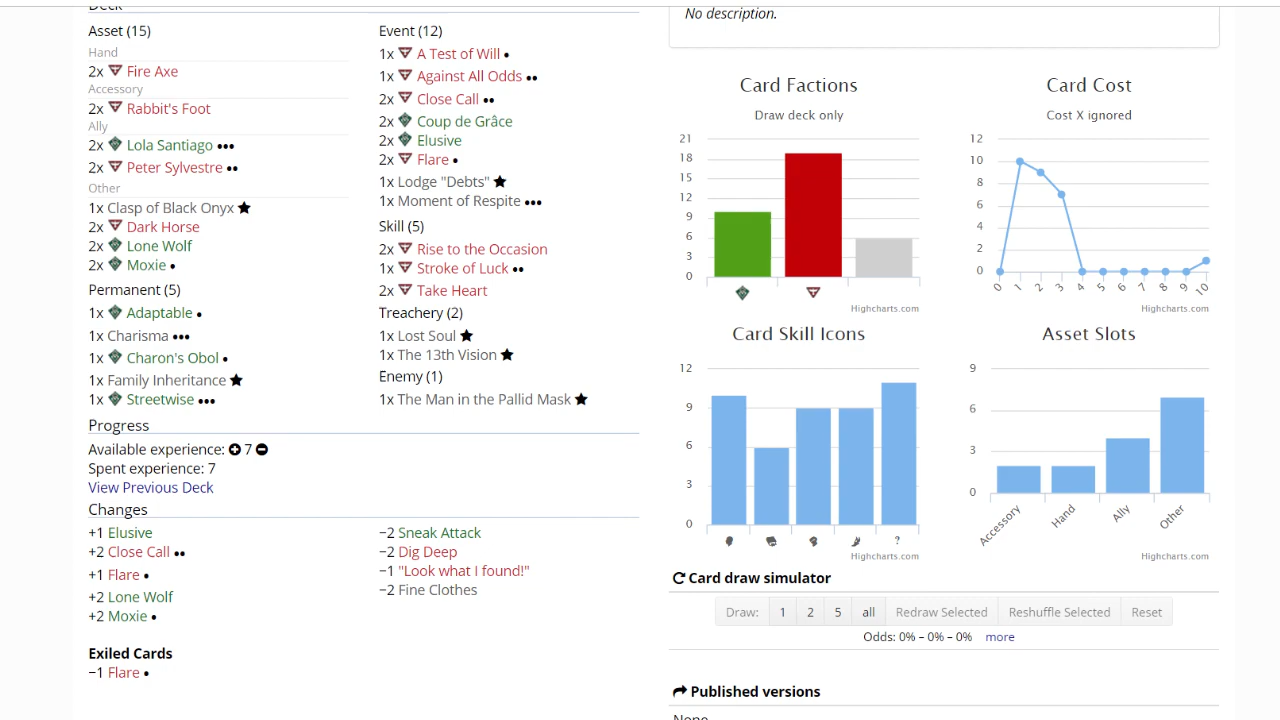 Deck
Asset (15)
Hand
2x Fire Axe
Accessory
2x Rabbit's Foot
Ally
2x Lola Santiago •••
2x Peter Sylvestre ••
Other
1x Clasp of Black Onyx ★
2x Dark Horse
2x Lone Wolf
2x Moxie •
Permanent (5)
1x Adaptable •
1x Charisma •••
1x Charon's Obol •
1x Family Inheritance ★
1x Streetwise •••
Event (12)
1x A Test of Will •
1x Against All Odds ••
2x Close Call ••
2x Coup de Grâce
2x Elusive
2x Flare •
1x Lodge "Debts" ★
1x Moment of Respite •••
Skill (5)
2x Rise to the Occasion
1x Stroke of Luck ••
2x Take Heart
Treachery (2)
1x Lost Soul ★
1x The 13th Vision ★
Enemy (1)
1x The Man in the Pallid Mask ★
Progress
Available experience: 7
Spent experience: 7
View Previous Deck
Changes
+1 Elusive
+2 Close Call ••
+1 Flare •
+2 Lone Wolf
+2 Moxie •
−2 Sneak Attack
−2 Dig Deep
−1 "Look what I found!"
−2 Fine Clothes
Exiled Cards
−1 Flare •
No description.
Card Factions
Draw deck only
21
18
15
12
9
6
3
0
Highcharts.com
Card Cost
Cost X ignored
12
10
8
6
4
2
0
0 1 2 3 4 5 6 7 8 9 10
Highcharts.com
Card Skill Icons
12
9
6
3
0
?
Highcharts.com
Asset Slots
9
6
3
0
Accessory Hand Ally Other
Highcharts.com
Card draw simulator
Draw: 1 2 5 all Redraw Selected Reshuffle Selected Reset
Odds: 0% – 0% – 0% more
Published versions
None